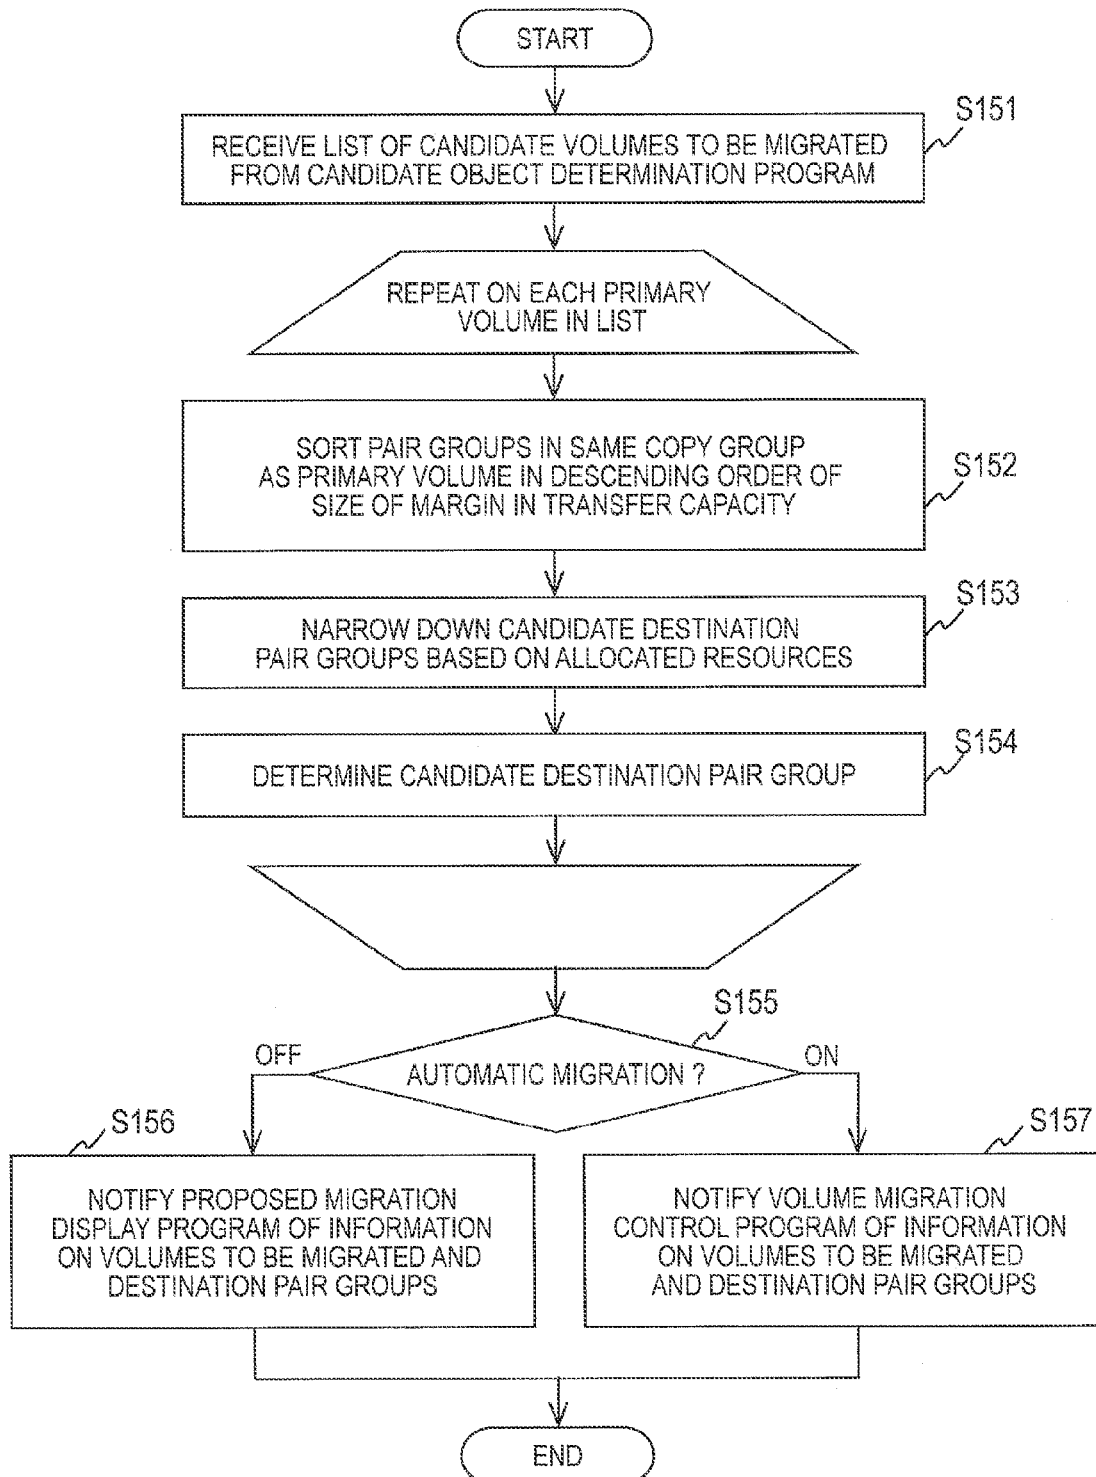 START
S151
RECEIVE LIST OF CANDIDATE VOLUMES TO BE MIGRATED
FROM CANDIDATE OBJECT DETERMINATION PROGRAM
REPEAT ON EACH PRIMARY
VOLUME IN LIST
S152
SORT PAIR GROUPS IN SAME COPY GROUP
AS PRIMARY VOLUME IN DESCENDING ORDER OF
SIZE OF MARGIN IN TRANSFER CAPACITY
S153
NARROW DOWN CANDIDATE DESTINATION
PAIR GROUPS BASED ON ALLOCATED RESOURCES
S154
DETERMINE CANDIDATE DESTINATION PAIR GROUP
S155
OFF
AUTOMATIC MIGRATION ?
ON
S156
NOTIFY PROPOSED MIGRATION
DISPLAY PROGRAM OF INFORMATION
ON VOLUMES TO BE MIGRATED AND
DESTINATION PAIR GROUPS
S157
NOTIFY VOLUME MIGRATION
CONTROL PROGRAM OF INFORMATION
ON VOLUMES TO BE MIGRATED
AND DESTINATION PAIR GROUPS
END